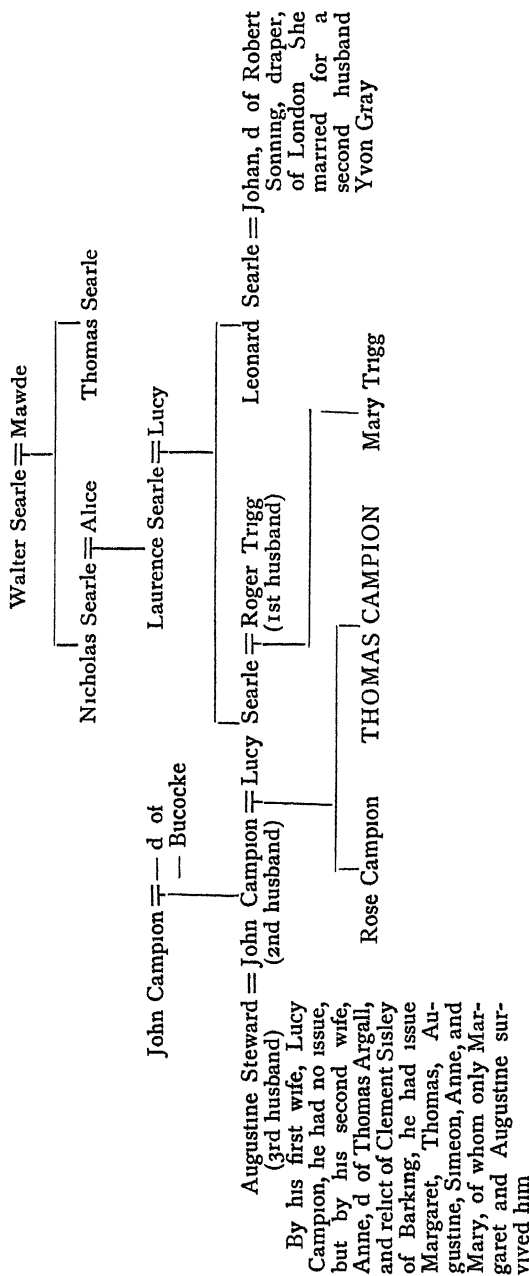 Walter Searle = Mawde
Nicholas Searle = Alice Thomas Searle
John Campion = — d of
— Bucocke
Laurence Searle = Lucy
Augustine Steward = John Campion = Lucy Searle = Roger Trigg Leonard Searle = Johan, d of Robert
(3rd husband) (2nd husband) (1st husband) Sonning, draper,
of London She
married for a
second husband
Yvon Gray
By his first wife, Lucy
Campion, he had no issue,
but by his second wife,
Anne, d of Thomas Argall,
and relict of Clement Sisley
of Barking, he had issue
Margaret, Thomas, Au-
gustine, Simeon, Anne, and
Mary, of whom only Mar-
garet and Augustine sur-
vived him
Rose Campion THOMAS CAMPION Mary Trigg